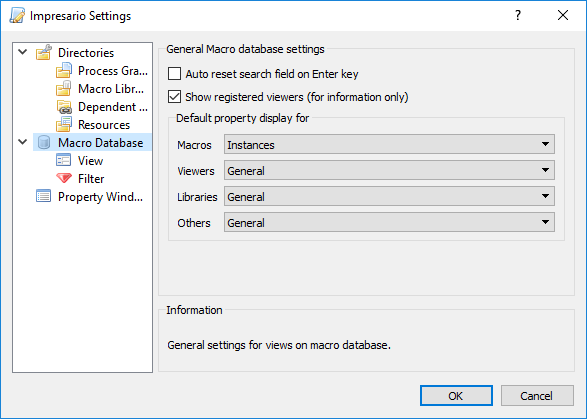 Impresario Settings
?
Directories
Process Gra...
Macro Libr...
Dependent ...
Resources
Macro Database
View
Filter
Property Wind...
General Macro database settings
Auto reset search field on Enter key
Show registered viewers (for information only)
Default property display for
Macros Instances
Viewers General
Libraries General
Others General
Information
General settings for views on macro database.
OK Cancel